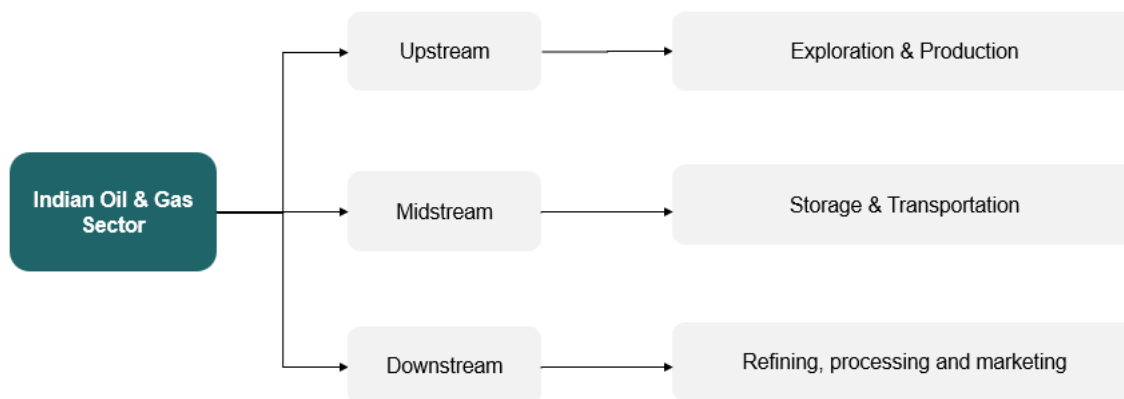 Upstream
Exploration & Production
Indian Oil & Gas
Sector
Midstream
Storage & Transportation
Downstream
Refining, processing and marketing